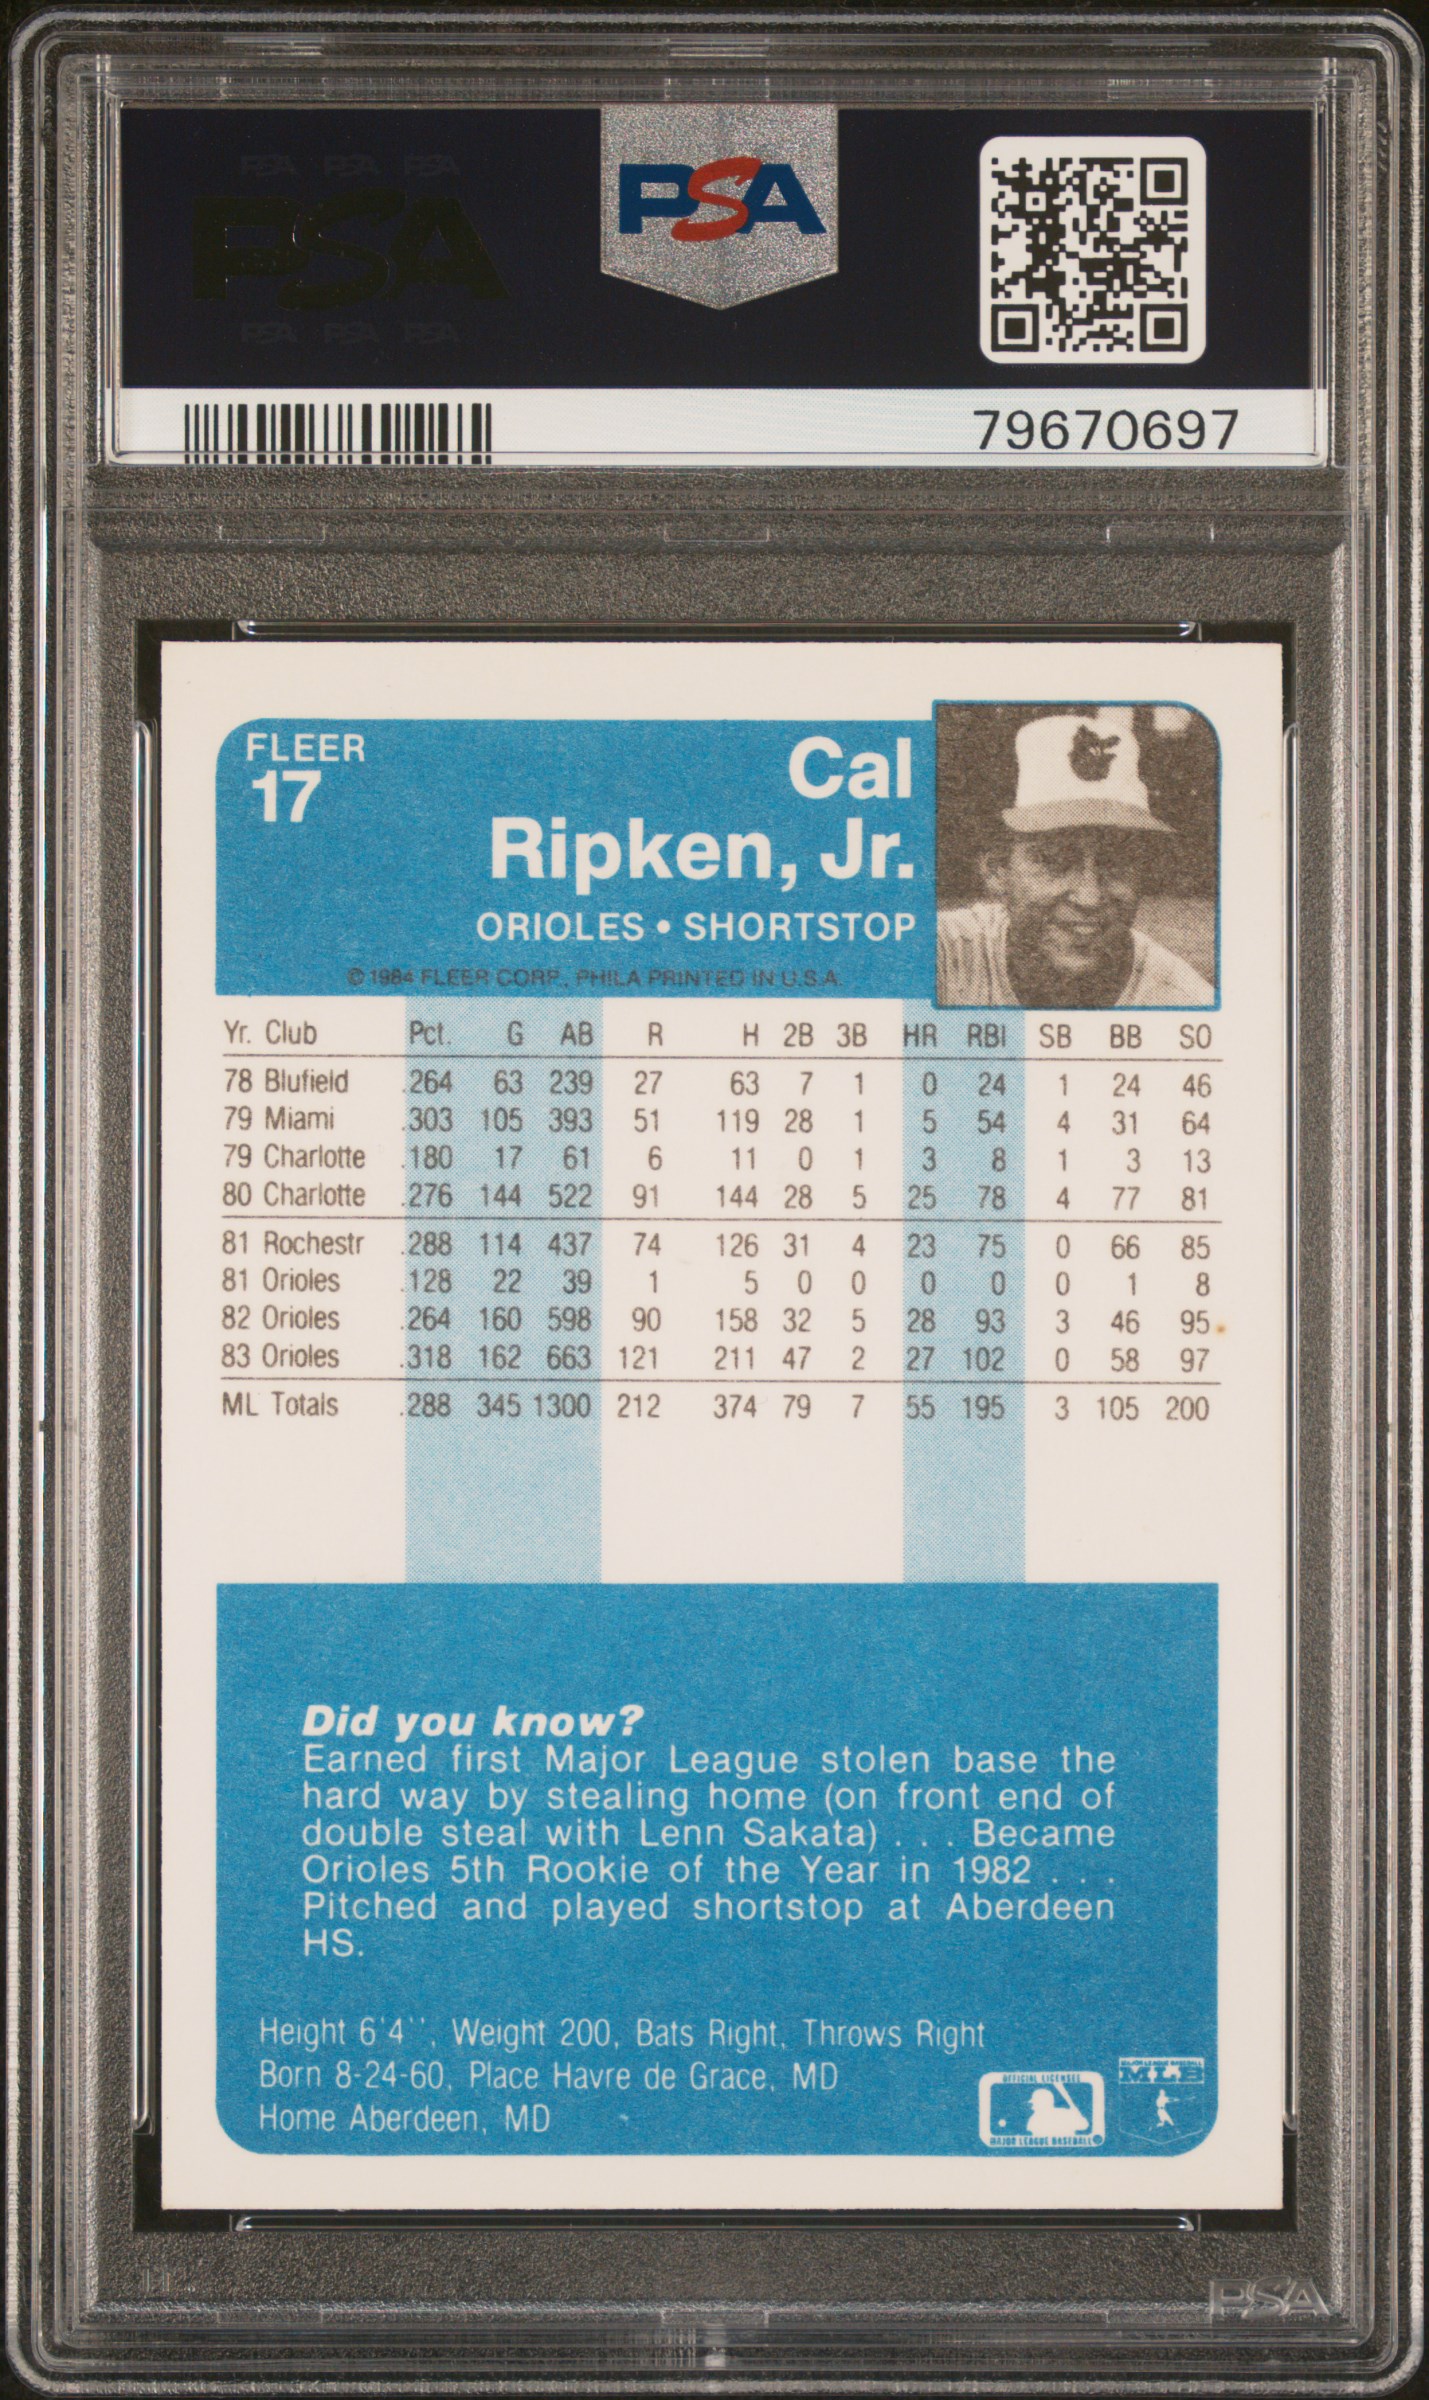 PSA PSA PSA
PSA
PSA PSA PSA
PSA
79670697
FLEER
17
Cal
Ripken, Jr.
ORIOLES • SHORTSTOP
© 1984 FLEER CORP., PHILA PRINTED IN U.S.A.
Yr. Club Pct. G AB R H 2B 3B HR RBI SB BB SO
78 Blufield .264 63 239 27 63 7 1 0 24 1 24 46
79 Miami .303 105 393 51 119 28 1 5 54 4 31 64
79 Charlotte .180 17 61 6 11 0 1 3 8 1 3 13
80 Charlotte .276 144 522 91 144 28 5 25 78 4 77 81
81 Rochestr .288 114 437 74 126 31 4 23 75 0 66 85
81 Orioles .128 22 39 1 5 0 0 0 0 0 1 8
82 Orioles .264 160 598 90 158 32 5 28 93 3 46 95
83 Orioles .318 162 663 121 211 47 2 27 102 0 58 97
ML Totals .288 345 1300 212 374 79 7 55 195 3 105 200
Did you know?
Earned first Major League stolen base the
hard way by stealing home (on front end of
double steal with Lenn Sakata) . . . Became
Orioles 5th Rookie of the Year in 1982 . . .
Pitched and played shortstop at Aberdeen
HS.
Height 6'4'', Weight 200, Bats Right, Throws Right
Born 8-24-60, Place Havre de Grace, MD
Home Aberdeen, MD
OFFICIAL LICENSEE
MAJOR LEAGUE BASEBALL
MAJOR LEAGUE BASEBALL
MLB
PSA